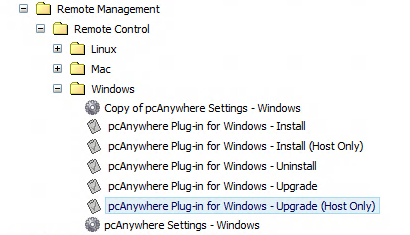 Remote Management
Remote Control
Linux
Mac
Windows
Copy of pcAnywhere Settings - Windows
pcAnywhere Plug-in for Windows - Install
pcAnywhere Plug-in for Windows - Install (Host Only)
pcAnywhere Plug-in for Windows - Uninstall
pcAnywhere Plug-in for Windows - Upgrade
pcAnywhere Plug-in for Windows - Upgrade (Host Only)
pcAnywhere Settings - Windows